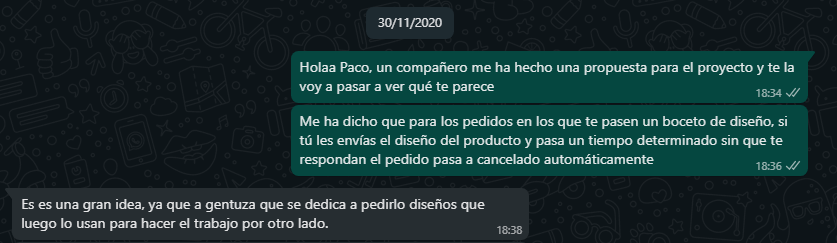 30/11/2020
Holaa Paco, un compañero me ha hecho una propuesta para el proyecto y te la
voy a pasar a ver qué te parece
18:34
Me ha dicho que para los pedidos en los que te pasen un boceto de diseño, si
tú les envías el diseño del producto y pasa un tiempo determinado sin que te
respondan el pedido pasa a cancelado automáticamente
18:36
Es es una gran idea, ya que a gentuza que se dedica a pedirlo diseños que
luego lo usan para hacer el trabajo por otro lado.
18:38